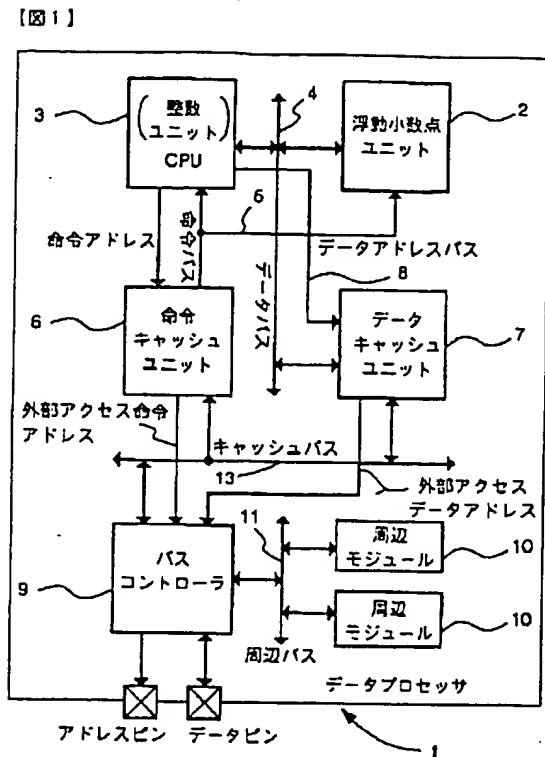 【図1】
3
(整数
ユニット)
CPU
4
浮動小数点
ユニット
2
命令アドレス
命令バス
5
データアドレスバス
8
データバス
6
命令
キャッシュ
ユニット
データ
キャッシュ
ユニット
7
外部アクセス命令
アドレス
キャッシュバス
13
外部アクセス
データアドレス
9
バス
コントローラ
11
周辺
モジュール
10
周辺
モジュール
10
周辺バス
データプロセッサ
アドレスピン
データピン
1